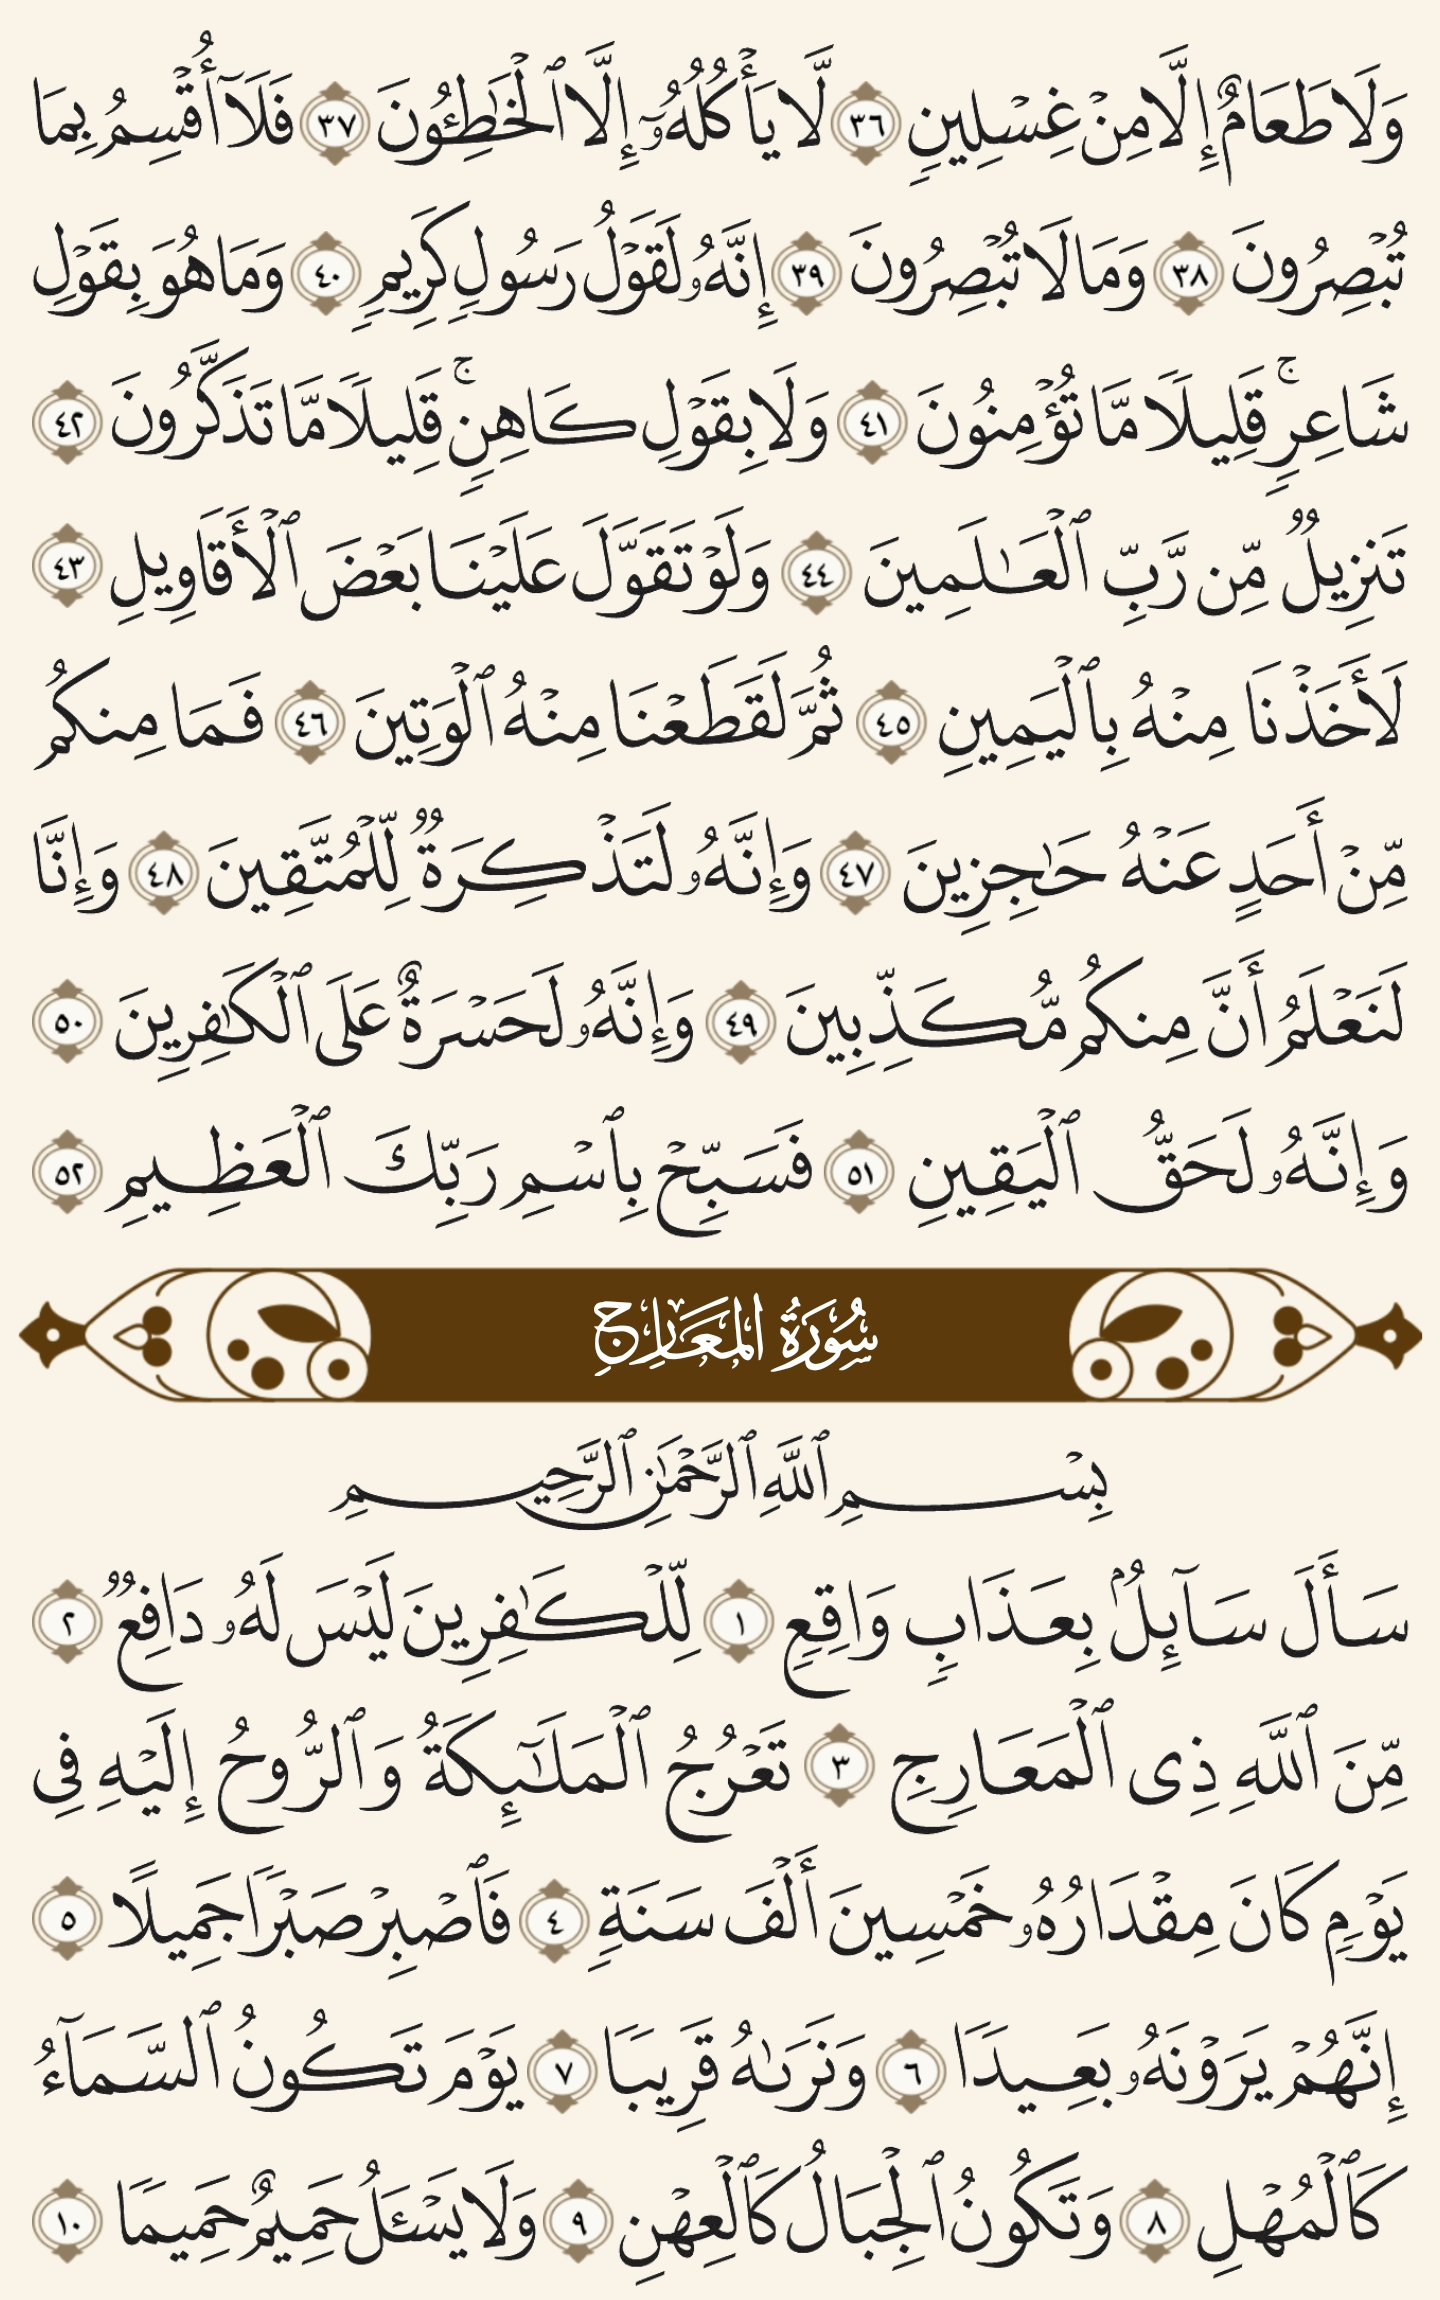 وَلَا طَعَامٌ إِلَّا مِنْ غِسْلِينٍ ٣٦ لَّا يَأْكُلُهُۥٓ إِلَّا ٱلْخَٰطِـُٔونَ ٣٧ فَلَآ أُقْسِمُ بِمَا
تُبْصِرُونَ ٣٨ وَمَا لَا تُبْصِرُونَ ٣٩ إِنَّهُۥ لَقَوْلُ رَسُولٍ كَرِيمٍ ٤٠ وَمَا هُوَ بِقَوْلِ
شَاعِرٍ ۚ قَلِيلًا مَّا تُؤْمِنُونَ ٤١ وَلَا بِقَوْلِ كَاهِنٍ ۚ قَلِيلًا مَّا تَذَكَّرُونَ ٤٢
تَنزِيلٌ مِّن رَّبِّ ٱلْعَٰلَمِينَ ٤٤ وَلَوْ تَقَوَّلَ عَلَيْنَا بَعْضَ ٱلْأَقَاوِيلِ ٤٣
لَأَخَذْنَا مِنْهُ بِٱلْيَمِينِ ٤٥ ثُمَّ لَقَطَعْنَا مِنْهُ ٱلْوَتِينَ ٤٦ فَمَا مِنكُم
مِّنْ أَحَدٍ عَنْهُ حَٰجِزِينَ ٤٧ وَإِنَّهُۥ لَتَذْكِرَةٌ لِّلْمُتَّقِينَ ٤٨ وَإِنَّا
لَنَعْلَمُ أَنَّ مِنكُم مُّكَذِّبِينَ ٤٩ وَإِنَّهُۥ لَحَسْرَةٌ عَلَى ٱلْكَٰفِرِينَ ٥٠
وَإِنَّهُۥ لَحَقُّ ٱلْيَقِينِ ٥١ فَسَبِّحْ بِٱسْمِ رَبِّكَ ٱلْعَظِيمِ ٥٢
سُورَةُ المَعَارِجِ
بِسْمِ ٱللَّهِ ٱلرَّحْمَٰنِ ٱلرَّحِيمِ
سَأَلَ سَآئِلٌۢ بِعَذَابٍ وَاقِعٍ ١ لِّلْكَٰفِرِينَ لَيْسَ لَهُۥ دَافِعٌ ٢
مِّنَ ٱللَّهِ ذِى ٱلْمَعَارِجِ ٣ تَعْرُجُ ٱلْمَلَٰٓئِكَةُ وَٱلرُّوحُ إِلَيْهِ فِى
يَوْمٍ كَانَ مِقْدَارُهُۥ خَمْسِينَ أَلْفَ سَنَةٍ ٤ فَٱصْبِرْ صَبْرًا جَمِيلًا ٥
إِنَّهُمْ يَرَوْنَهُۥ بَعِيدًا ٦ وَنَرَىٰهُ قَرِيبًا ٧ يَوْمَ تَكُونُ ٱلسَّمَآءُ
كَٱلْمُهْلِ ٨ وَتَكُونُ ٱلْجِبَالُ كَٱلْعِهْنِ ٩ وَلَا يَسْـَٔلُ حَمِيمٌ حَمِيمًا ١٠